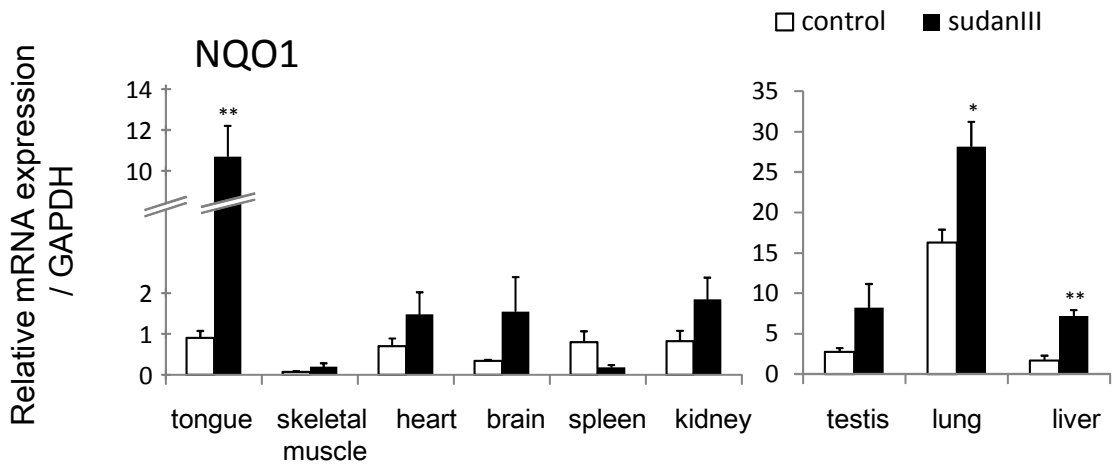 control sudanIII
NQO1
Relative mRNA expression
/ GAPDH
14
12
10
2
1
0
**
tongue skeletal muscle heart brain spleen kidney
35
30
25
20
15
10
5
0
*
**
testis lung liver